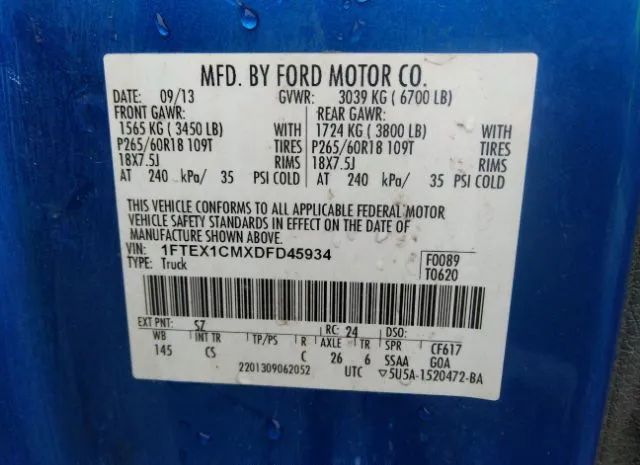 MFD. BY FORD MOTOR CO.
DATE: 09/13 GVWR: 3039 KG ( 6700 LB)
FRONT GAWR: REAR GAWR:
1565 KG ( 3450 LB) WITH 1724 KG ( 3800 LB) WITH
P265/60R18 109T TIRES P265/60R18 109T TIRES
18X7.5J RIMS 18X7.5J RIMS
AT 240 kPa/ 35 PSI COLD AT 240 kPa/ 35 PSI COLD
THIS VEHICLE CONFORMS TO ALL APPLICABLE FEDERAL MOTOR
VEHICLE SAFETY STANDARDS IN EFFECT ON THE DATE OF
MANUFACTURE SHOWN ABOVE.
VIN: 1FTEX1CMXDFD45934 F0089
TYPE: Truck T0620
EXT PNT: SZ RC: 24 DSO:
WB INT TR TP/PS R AXLE TR SPR CF617
145 CS C 26 6 SSAA GOA
2201309062052 UTC ▽5U5A-1520472-BA